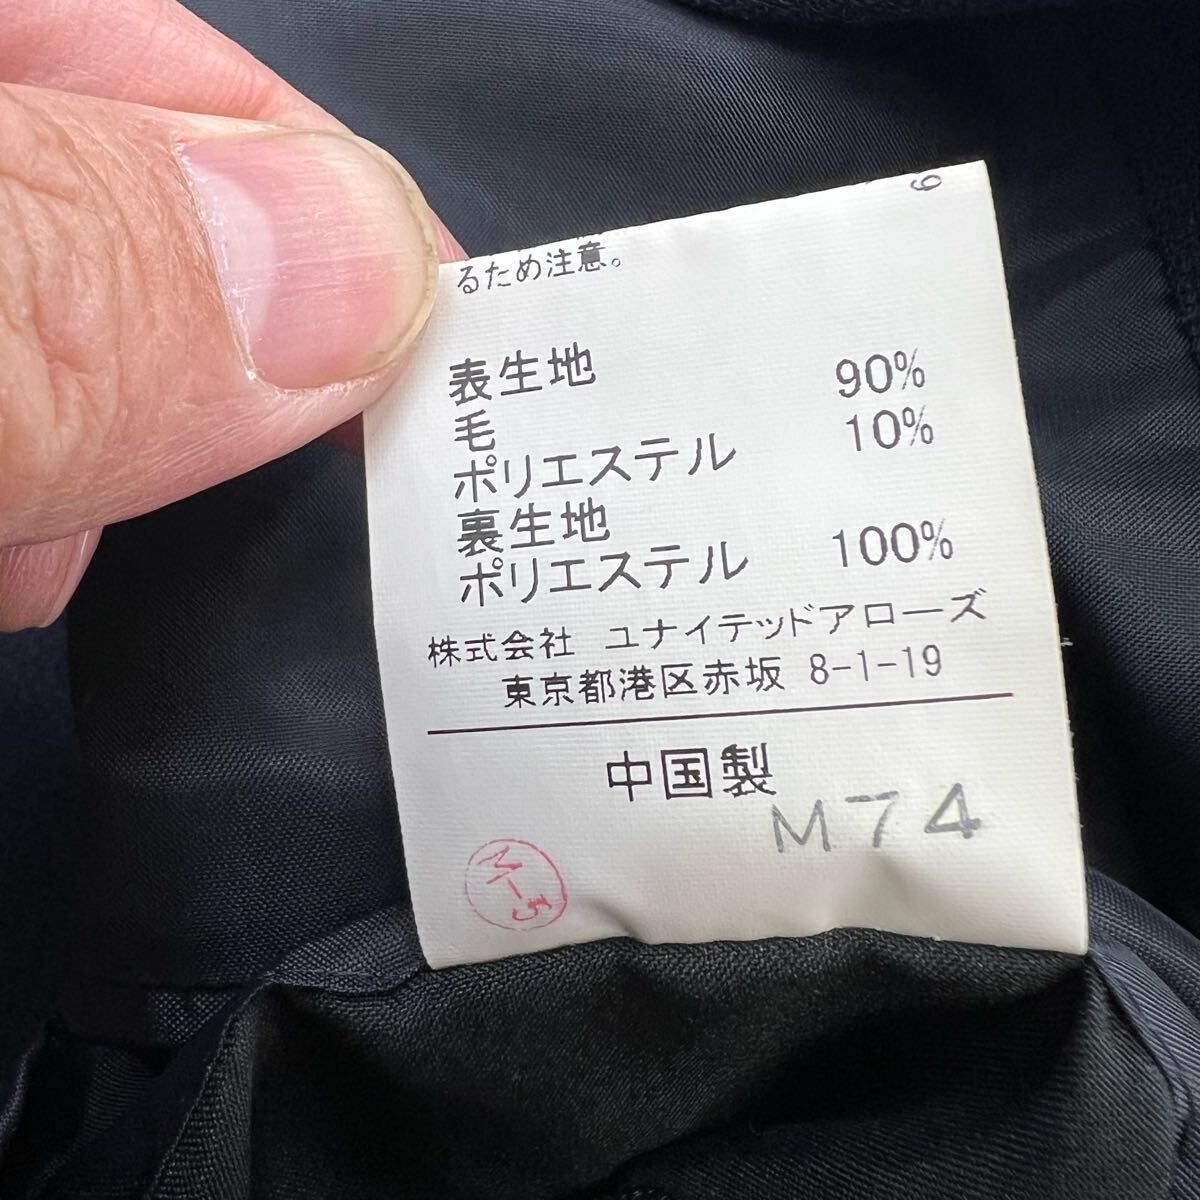 るため注意。
表生地
毛 90%
ポリエステル 10%
裏生地
ポリエステル 100%
株式会社 ユナイテッドアローズ
東京都港区赤坂 8-1-19
中国製
M74
M-5